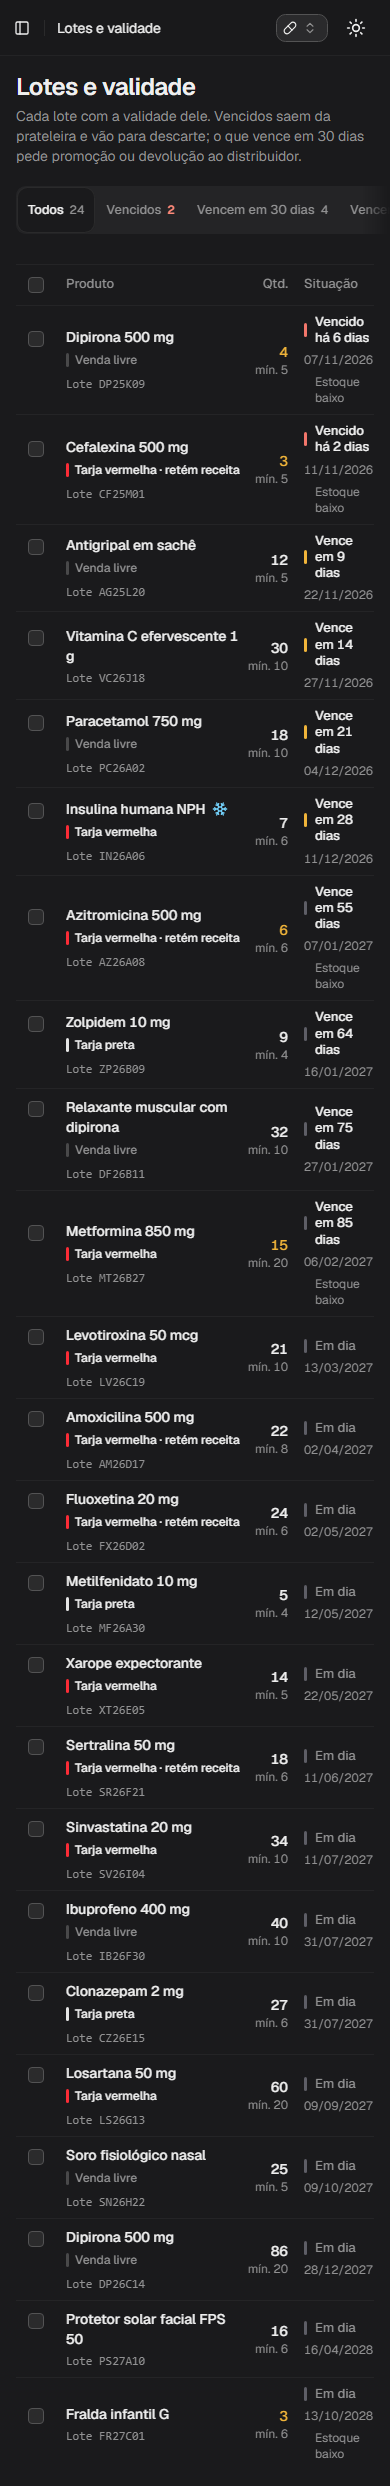 Lotes e validade
Lotes e validade
Cada lote com a validade dele. Vencidos saem da
prateleira e vão para descarte; o que vence em 30 dias
pede promoção ou devolução ao distribuidor.
Todos 24 Vencidos 2 Vencem em 30 dias 4 Vence
Produto Qtd. Situação
Dipirona 500 mg
Venda livre
Lote DP25K09
4
mín. 5
Vencido
há 6 dias
07/11/2026
Estoque
baixo
Cefalexina 500 mg
Tarja vermelha · retém receita
Lote CF25M01
3
mín. 5
Vencido
há 2 dias
11/11/2026
Estoque
baixo
Antigripal em sachê
Venda livre
Lote AG25L20
12
mín. 5
Vence
em 9
dias
22/11/2026
Vitamina C efervescente 1
g
Lote VC26J18
30
mín. 10
Vence
em 14
dias
27/11/2026
Paracetamol 750 mg
Venda livre
Lote PC26A02
18
mín. 10
Vence
em 21
dias
04/12/2026
Insulina humana NPH
Tarja vermelha
Lote IN26A06
7
mín. 6
Vence
em 28
dias
11/12/2026
Azitromicina 500 mg
Tarja vermelha · retém receita
Lote AZ26A08
6
mín. 6
Vence
em 55
dias
07/01/2027
Estoque
baixo
Zolpidem 10 mg
Tarja preta
Lote ZP26B09
9
mín. 4
Vence
em 64
dias
16/01/2027
Relaxante muscular com
dipirona
Venda livre
Lote DF26B11
32
mín. 10
Vence
em 75
dias
27/01/2027
Metformina 850 mg
Tarja vermelha
Lote MT26B27
15
mín. 20
Vence
em 85
dias
06/02/2027
Estoque
baixo
Levotiroxina 50 mcg
Tarja vermelha
Lote LV26C19
21
mín. 10
Em dia
13/03/2027
Amoxicilina 500 mg
Tarja vermelha · retém receita
Lote AM26D17
22
mín. 8
Em dia
02/04/2027
Fluoxetina 20 mg
Tarja vermelha · retém receita
Lote FX26D02
24
mín. 6
Em dia
02/05/2027
Metilfenidato 10 mg
Tarja preta
Lote MF26A30
5
mín. 4
Em dia
12/05/2027
Xarope expectorante
Tarja vermelha
Lote XT26E05
14
mín. 5
Em dia
22/05/2027
Sertralina 50 mg
Tarja vermelha · retém receita
Lote SR26F21
18
mín. 6
Em dia
11/06/2027
Sinvastatina 20 mg
Tarja vermelha
Lote SV26I04
34
mín. 10
Em dia
11/07/2027
Ibuprofeno 400 mg
Venda livre
Lote IB26F30
40
mín. 10
Em dia
31/07/2027
Clonazepam 2 mg
Tarja preta
Lote CZ26E15
27
mín. 6
Em dia
31/07/2027
Losartana 50 mg
Tarja vermelha
Lote LS26G13
60
mín. 20
Em dia
09/09/2027
Soro fisiológico nasal
Venda livre
Lote SN26H22
25
mín. 5
Em dia
09/10/2027
Dipirona 500 mg
Venda livre
Lote DP26C14
86
mín. 20
Em dia
28/12/2027
Protetor solar facial FPS
50
Lote PS27A10
16
mín. 6
Em dia
16/04/2028
Fralda infantil G
Lote FR27C01
3
mín. 6
Em dia
13/10/2028
Estoque
baixo